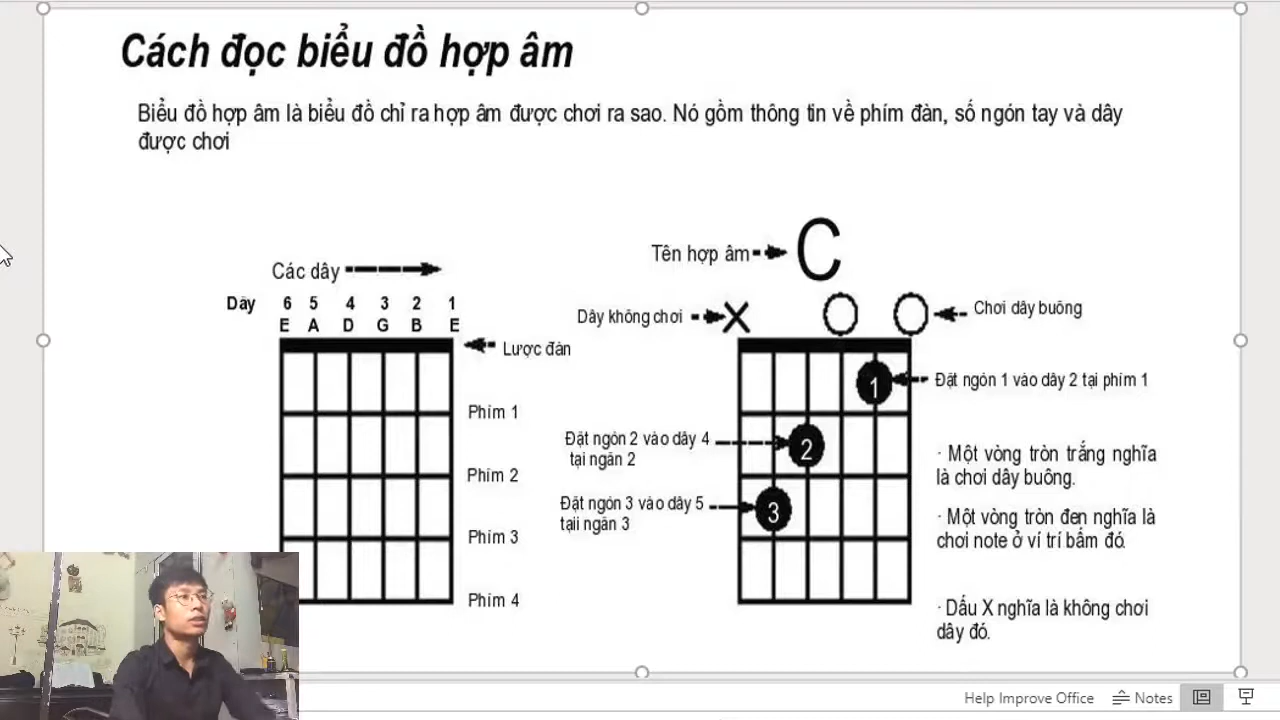 Cách đọc biểu đồ hợp âm
Biểu đồ hợp âm là biểu đồ chỉ ra hợp âm được chơi ra sao. Nó gồm thông tin về phím đàn, số ngón tay và dây
được chơi
Các dây
Dây 6 5 4 3 2 1
E A D G B E
Lược đàn
Phím 1
Phím 2
Phím 3
Phím 4
Tên hợp âm
C
Dây không chơi
X
Chơi dây buông
1
Đặt ngón 1 vào dây 2 tại phím 1
Đặt ngón 2 vào dây 4
tại ngăn 2
2
Đặt ngón 3 vào dây 5
taịi ngăn 3
3
· Một vòng tròn trắng nghĩa
là chơi dây buông.
· Một vòng tròn đen nghĩa là
chơi note ở ví trí bấm đó.
· Dấu X nghĩa là không chơi
dây đó.
Help Improve Office
Notes